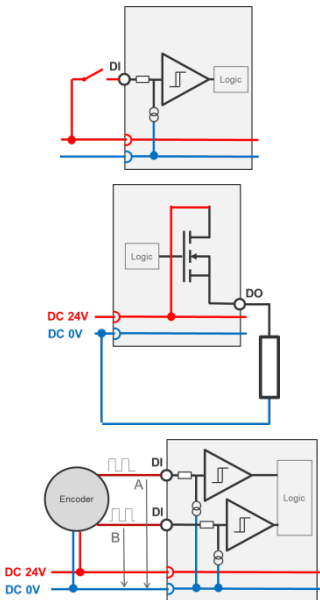 DI
Logic
Logic
DO
DC 24V
DC 0V
DI
A
Logic
Encoder
DI
B
DC 24V
DC 0V